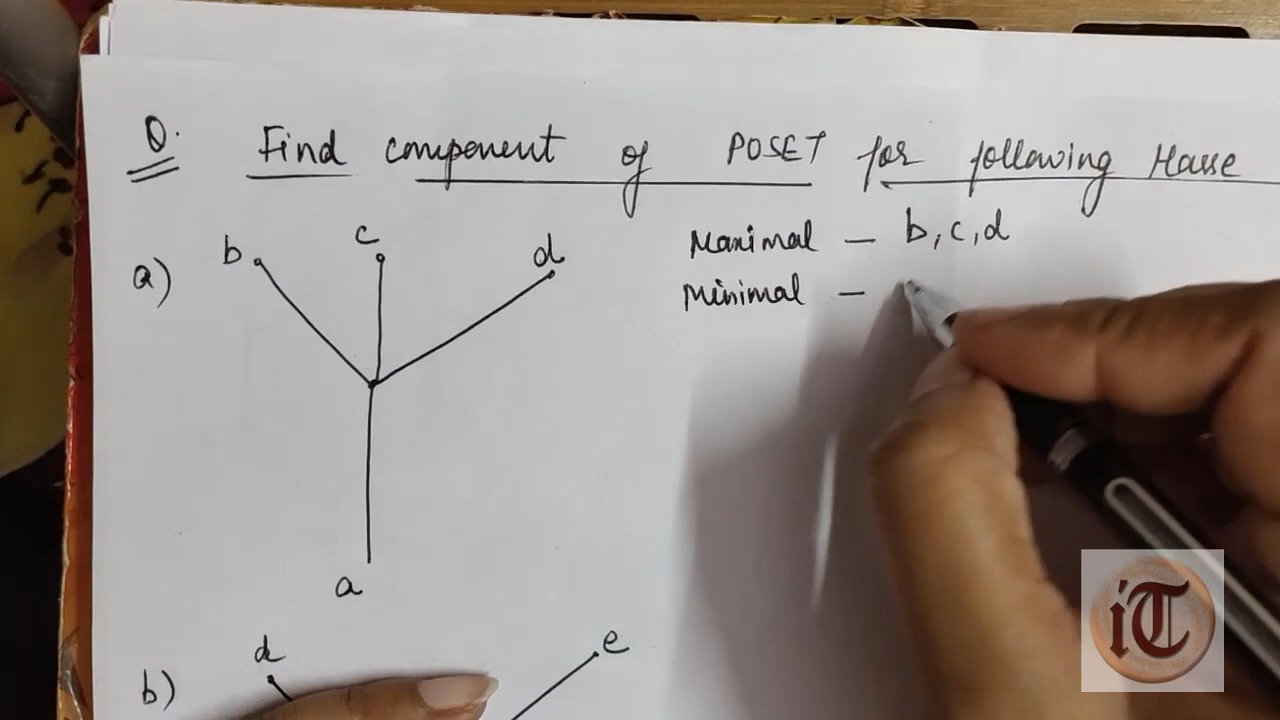 Q. Find component of POSET for following Hasse
a) b c d
Maximal – b, c, d
Minimal –
a
b) d e
iT